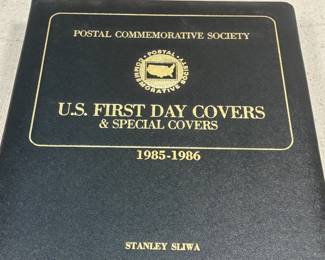 POSTAL COMMEMORATIVE SOCIETY
POSTAL COMMEMORATIVE SOCIETY
U.S. FIRST DAY COVERS
& SPECIAL COVERS
1985-1986
STANLEY SLIWA